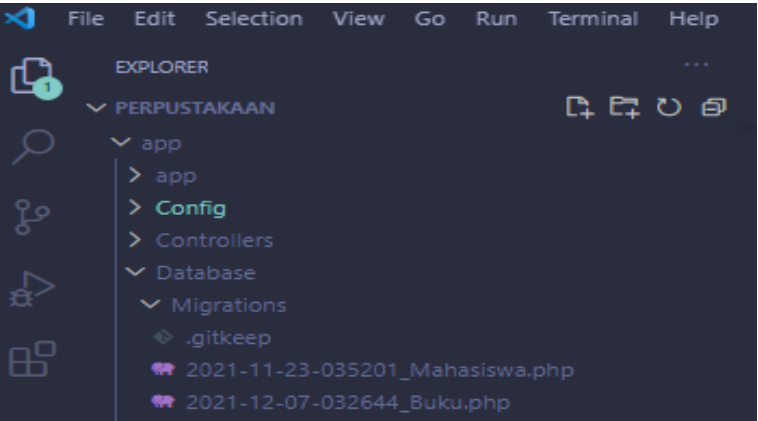 File Edit Selection View Go Run Terminal Help
EXPLORER
1
PERPUSTAKAAN
app
app
Config
Controllers
Database
Migrations
.gitkeep
2021-11-23-035201_Mahasiswa.php
2021-12-07-032644_Buku.php